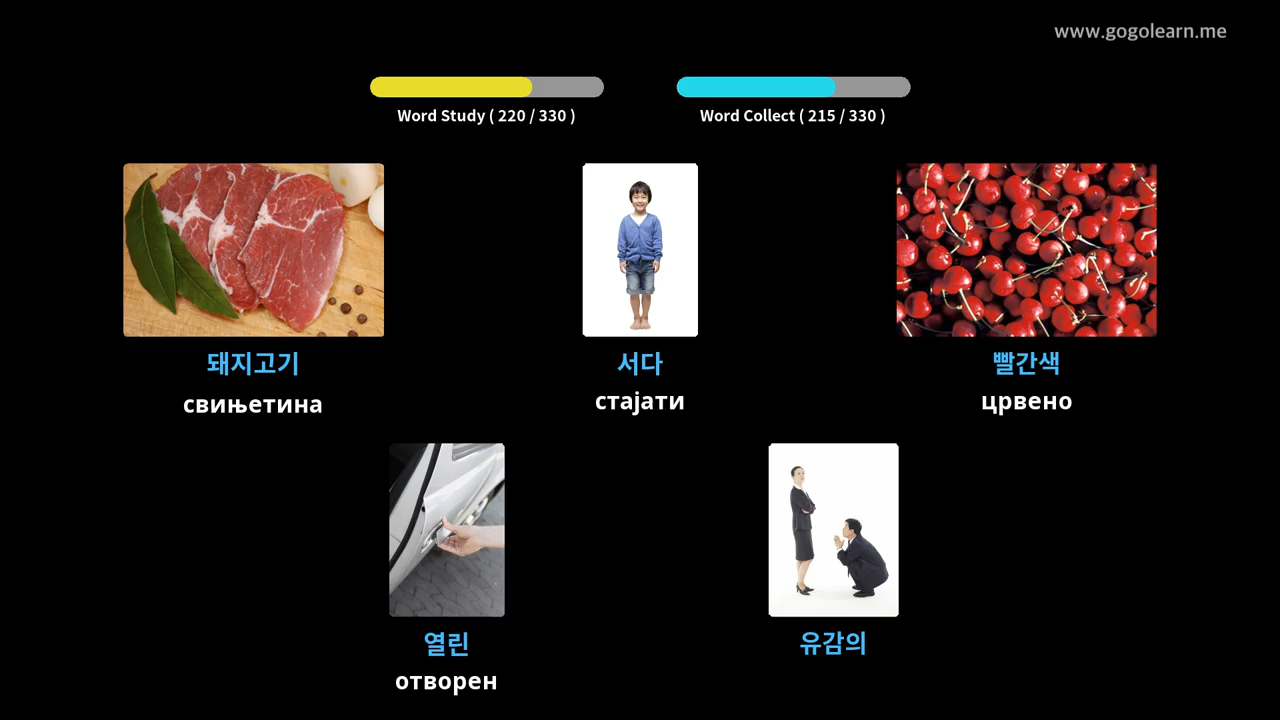 www.gogolearn.me
Word Study ( 220 / 330 )
Word Collect ( 215 / 330 )
돼지고기
свињетина
서다
стајати
빨간색
црвено
열린
отворен
유감의